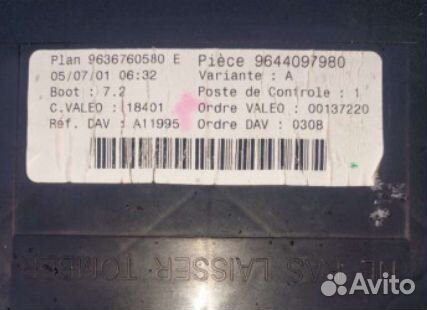 Plan 9636760580 E Pièce 9644097980
05/07/01 06:32 Variante : A
Boot : 7.2 Poste de Controle : 1
C.VALEO : 18401 Ordre VALEO : 00137220
Réf. DAV : A11995 Ordre DAV : 0308
NE PAS LAISSER TOMBER
Avito